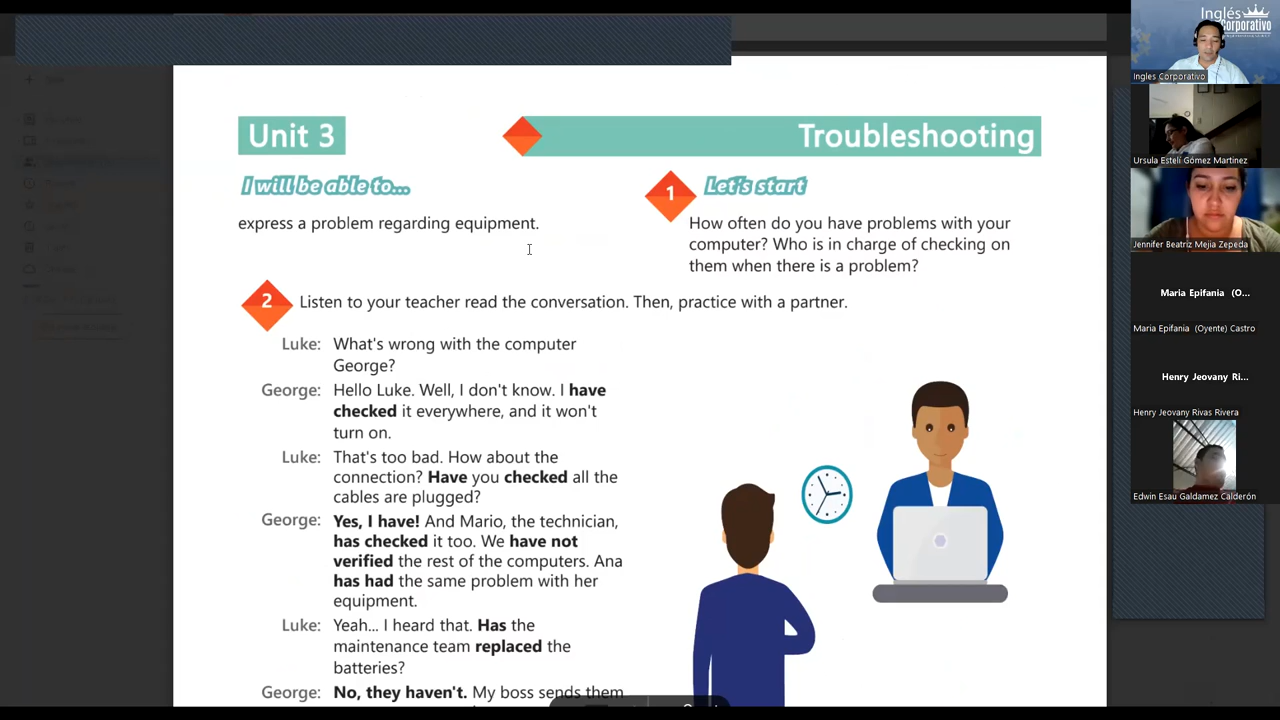 Unit 3
Troubleshooting
I will be able to...
express a problem regarding equipment.
1
Let's start
How often do you have problems with your
computer? Who is in charge of checking on
them when there is a problem?
2
Listen to your teacher read the conversation. Then, practice with a partner.
Luke: What's wrong with the computer
George?
George: Hello Luke. Well, I don't know. I have
checked it everywhere, and it won't
turn on.
Luke: That's too bad. How about the
connection? Have you checked all the
cables are plugged?
George: Yes, I have! And Mario, the technician,
has checked it too. We have not
verified the rest of the computers. Ana
has had the same problem with her
equipment.
Luke: Yeah... I heard that. Has the
maintenance team replaced the
batteries?
George: No, they haven't. My boss sends them
Inglés
Corporativo
Ingles Corporativo
Ursula Estelí Gómez Martinez
Jennifer Beatriz Mejia Zepeda
Maria Epifania (O...
Maria Epifania (Oyente) Castro
Henry Jeovany Ri...
Henry Jeovany Rivas Rivera
Edwin Esau Galdamez Calderón